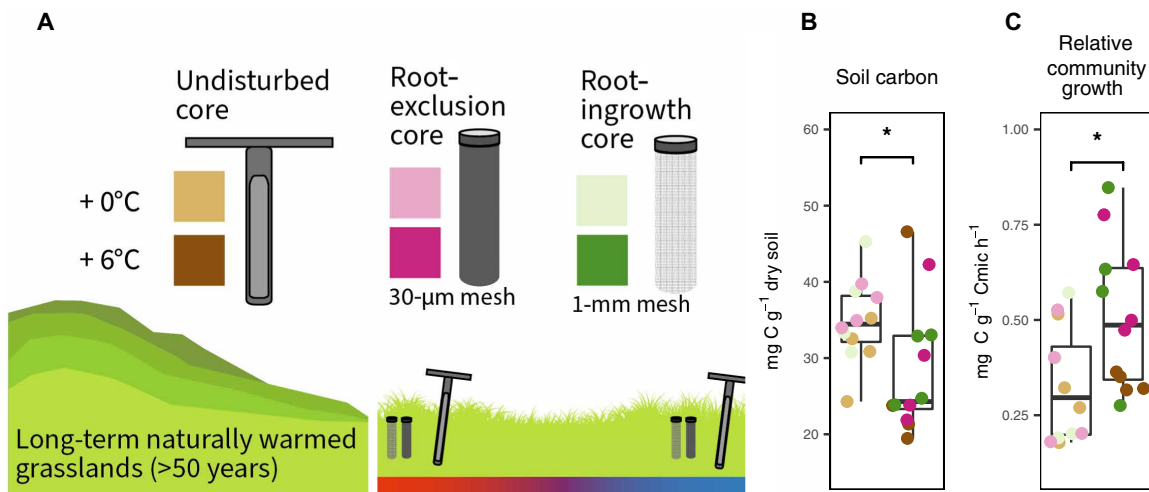 A
Undisturbed
core
Root-
exclusion
core
Root-
ingrowth
core
+ 0°C
+ 6°C
30-µm mesh
1-mm mesh
Long-term naturally warmed
grasslands (>50 years)
B
Soil carbon
mg C g⁻¹ dry soil
60
50
40
30
20
*
C
Relative
community
growth
mg C g⁻¹ Cmic h⁻¹
1.00
0.75
0.50
0.25
*